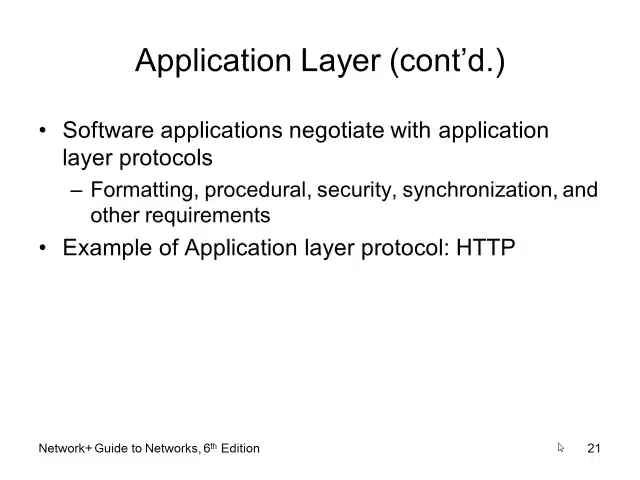 Application Layer (cont’d.)
• Software applications negotiate with application
layer protocols
– Formatting, procedural, security, synchronization, and
other requirements
• Example of Application layer protocol: HTTP
Network+ Guide to Networks, 6th Edition
21